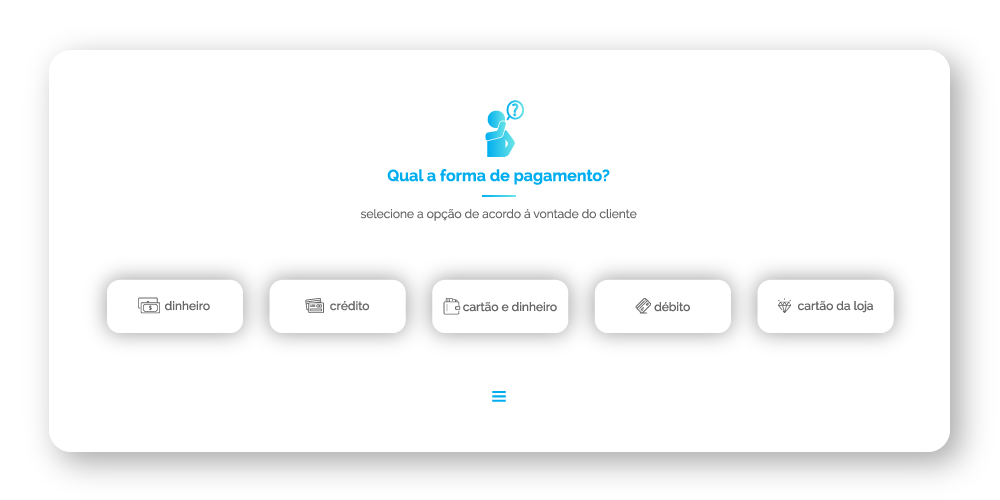 ?
Qual a forma de pagamento?
selecione a opção de acordo á vontade do cliente
$ dinheiro
crédito
cartão e dinheiro
débito
cartão da loja